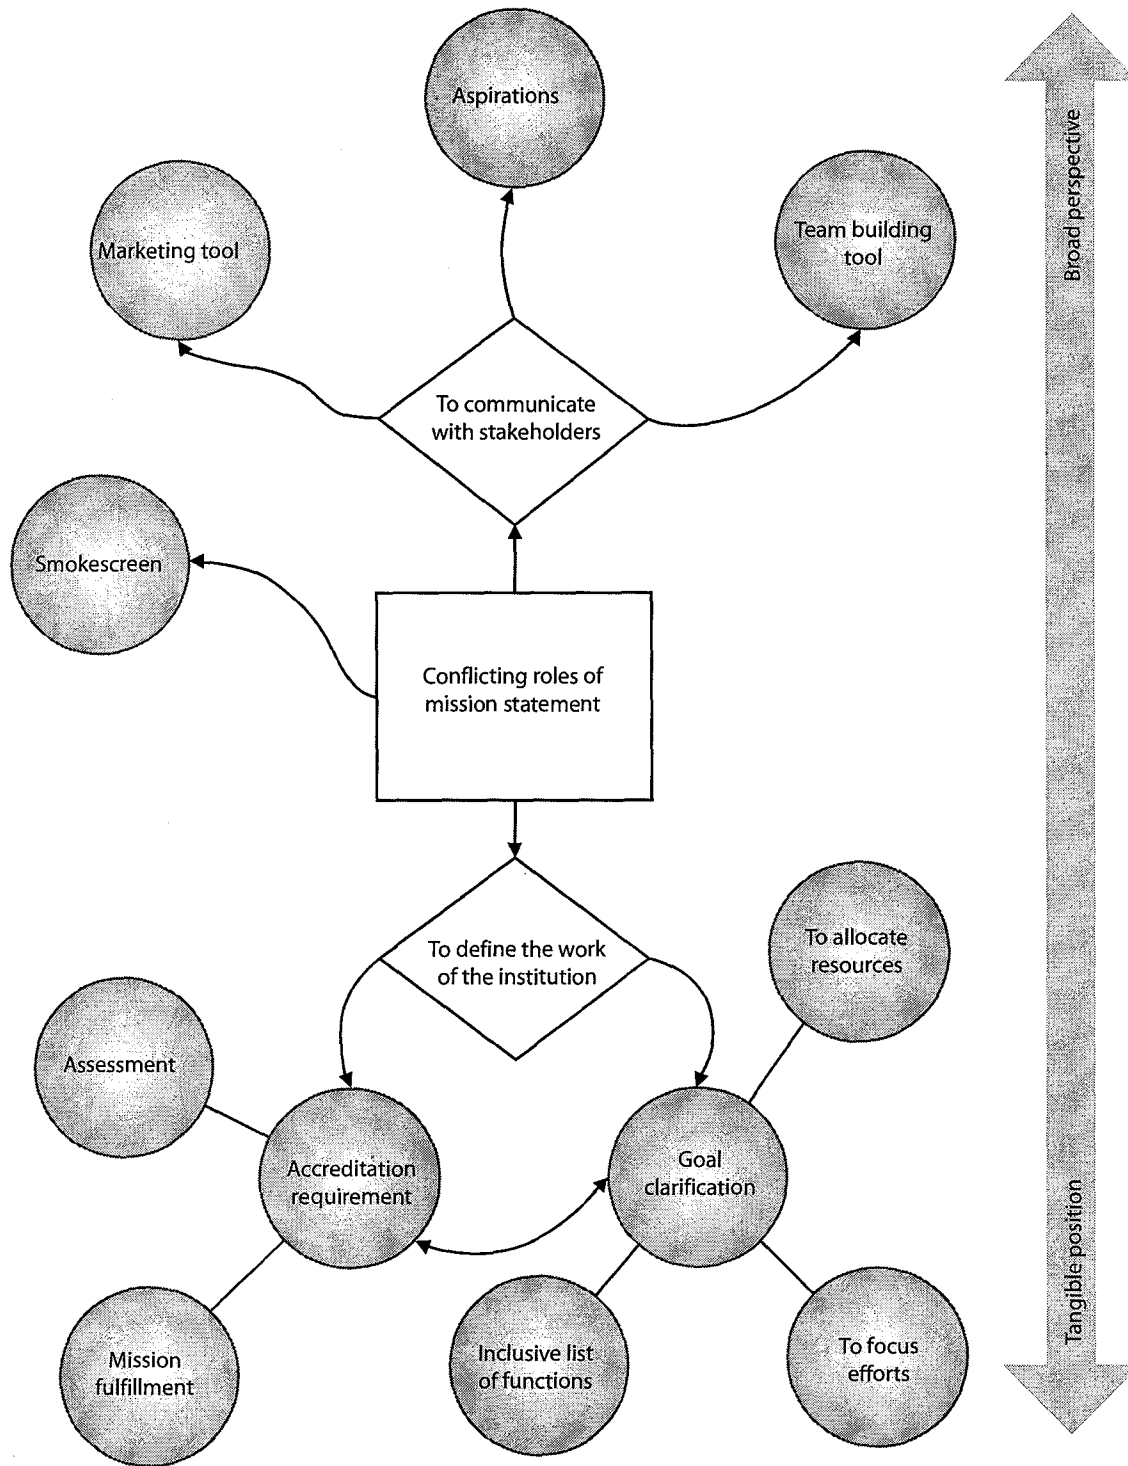 Aspirations
Broad perspective
Marketing tool
Team building
tool
To communicate
with stakeholders
Smokescreen
Conflicting roles of
mission statement
To define the work
of the institution
To allocate
resources
Assessment
Accreditation
requirement
Goal
clarification
Tangible position
Mission
fulfillment
Inclusive list
of functions
To focus
efforts